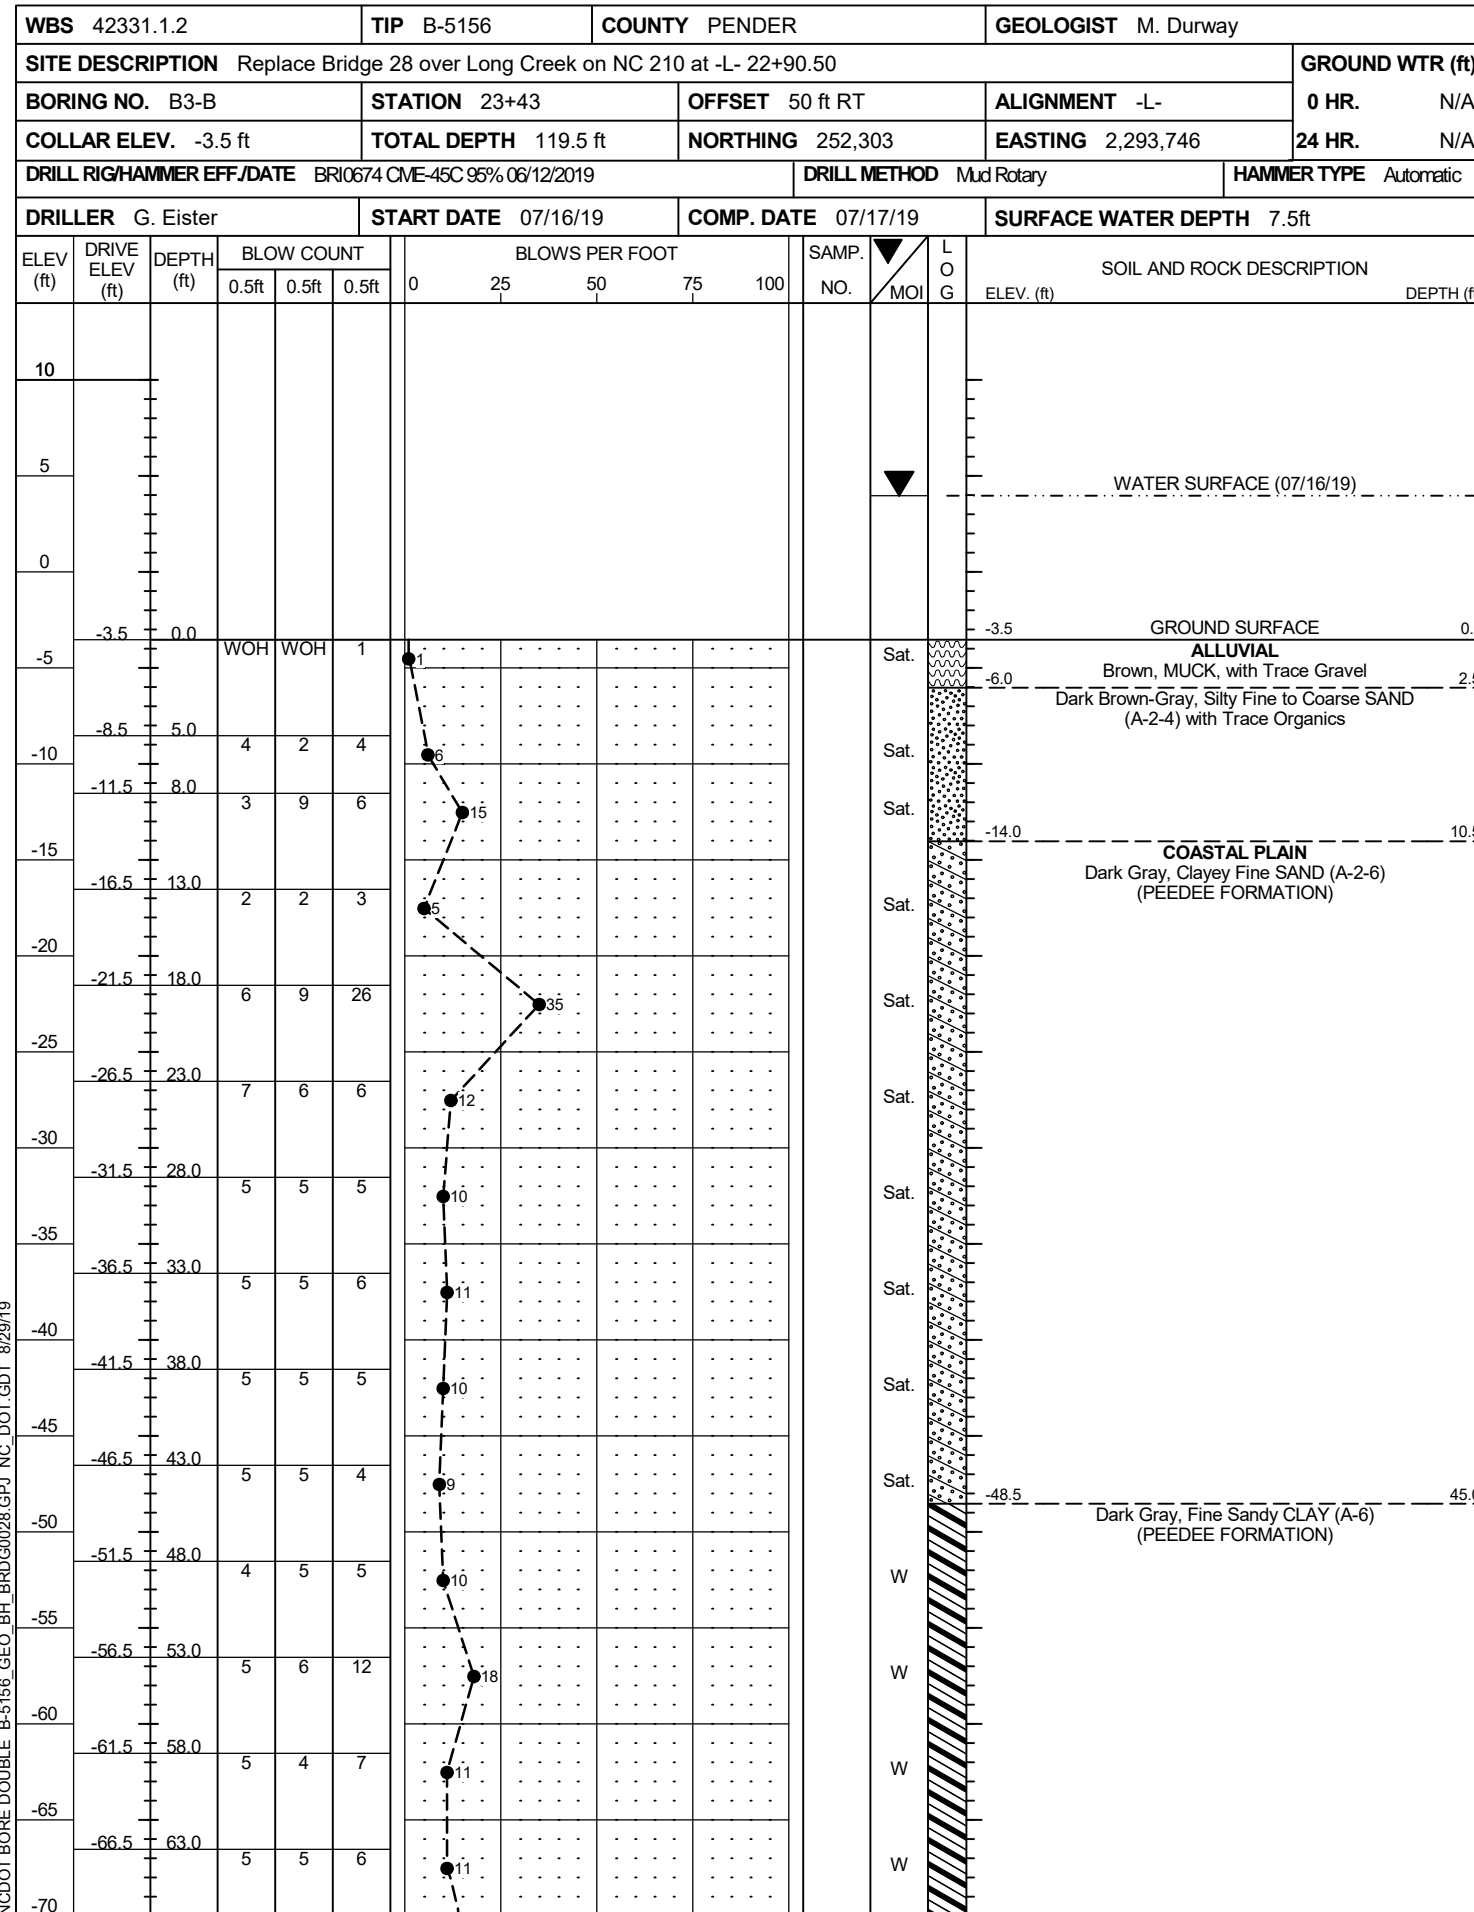 WBS 42331.1.2 TIP B-5156 COUNTY PENDER GEOLOGIST M. Durway
SITE DESCRIPTION Replace Bridge 28 over Long Creek on NC 210 at -L- 22+90.50 GROUND WTR (ft)
BORING NO. B3-B STATION 23+43 OFFSET 50 ft RT ALIGNMENT -L- 0 HR. N/A
COLLAR ELEV. -3.5 ft TOTAL DEPTH 119.5 ft NORTHING 252,303 EASTING 2,293,746 24 HR. N/A
DRILL RIG/HAMMER EFF./DATE BRI0674 CME-45C 95% 06/12/2019 DRILL METHOD Mud Rotary HAMMER TYPE Automatic
DRILLER G. Eister START DATE 07/16/19 COMP. DATE 07/17/19 SURFACE WATER DEPTH 7.5ft
ELEV (ft) DRIVE ELEV (ft) DEPTH (ft) BLOW COUNT BLOWS PER FOOT SAMP. NO. MOI LOG SOIL AND ROCK DESCRIPTION
0.5ft 0.5ft 0.5ft 0 25 50 75 100 ELEV. (ft) DEPTH (ft
10
5
WATER SURFACE (07/16/19)
0
-3.5 0.0 -3.5 GROUND SURFACE 0.
WOH WOH 1 1 Sat. ALLUVIAL
-5
Brown, MUCK, with Trace Gravel
-6.0 2.5
Dark Brown-Gray, Silty Fine to Coarse SAND
(A-2-4) with Trace Organics
-8.5 5.0
4 2 4 6 Sat.
-10
-11.5 8.0
3 9 6 15 Sat.
-14.0 10.5
-15
COASTAL PLAIN
Dark Gray, Clayey Fine SAND (A-2-6)
(PEEDEE FORMATION)
-16.5 13.0
2 2 3 5 Sat.
-20
-21.5 18.0
6 9 26 35 Sat.
-25
-26.5 23.0
7 6 6 12 Sat.
-30
-31.5 28.0
5 5 5 10 Sat.
-35
-36.5 33.0
5 5 6 11 Sat.
-40
-41.5 38.0
5 5 5 10 Sat.
-45
-46.5 43.0
5 5 4 9 Sat.
-48.5 45.0
Dark Gray, Fine Sandy CLAY (A-6)
(PEEDEE FORMATION)
-50
-51.5 48.0
4 5 5 10 W
-55
-56.5 53.0
5 6 12 18 W
-60
-61.5 58.0
5 4 7 11 W
-65
-66.5 63.0
5 5 6 11 W
-70
NCDOT BORE DOUBLE B-5156_GEO_BH_BRDG0028.GPJ NC_DOT.GDT 8/29/19